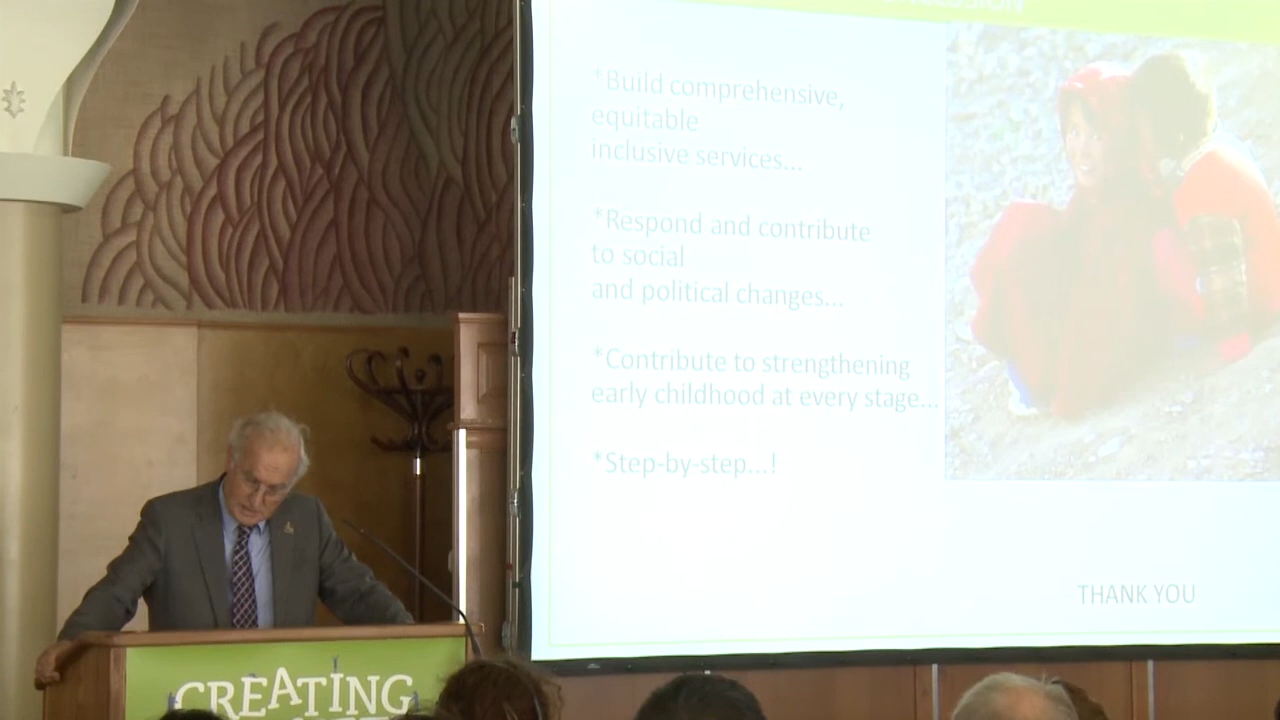 *Build comprehensive,
equitable
inclusive services...
*Respond and contribute
to social
and political changes...
*Contribute to strengthening
early childhood at every stage...
*Step-by-step...!
THANK YOU
CREATING